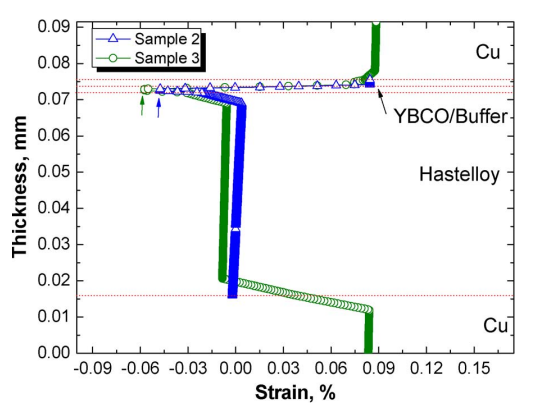 0.09
0.08
0.07
0.06
0.05
0.04
0.03
0.02
0.01
0.00
Thickness, mm
Sample 2
Sample 3
Cu
YBCO/Buffer
Hastelloy
Cu
-0.09 -0.06 -0.03 0.00 0.03 0.06 0.09 0.12 0.15
Strain, %